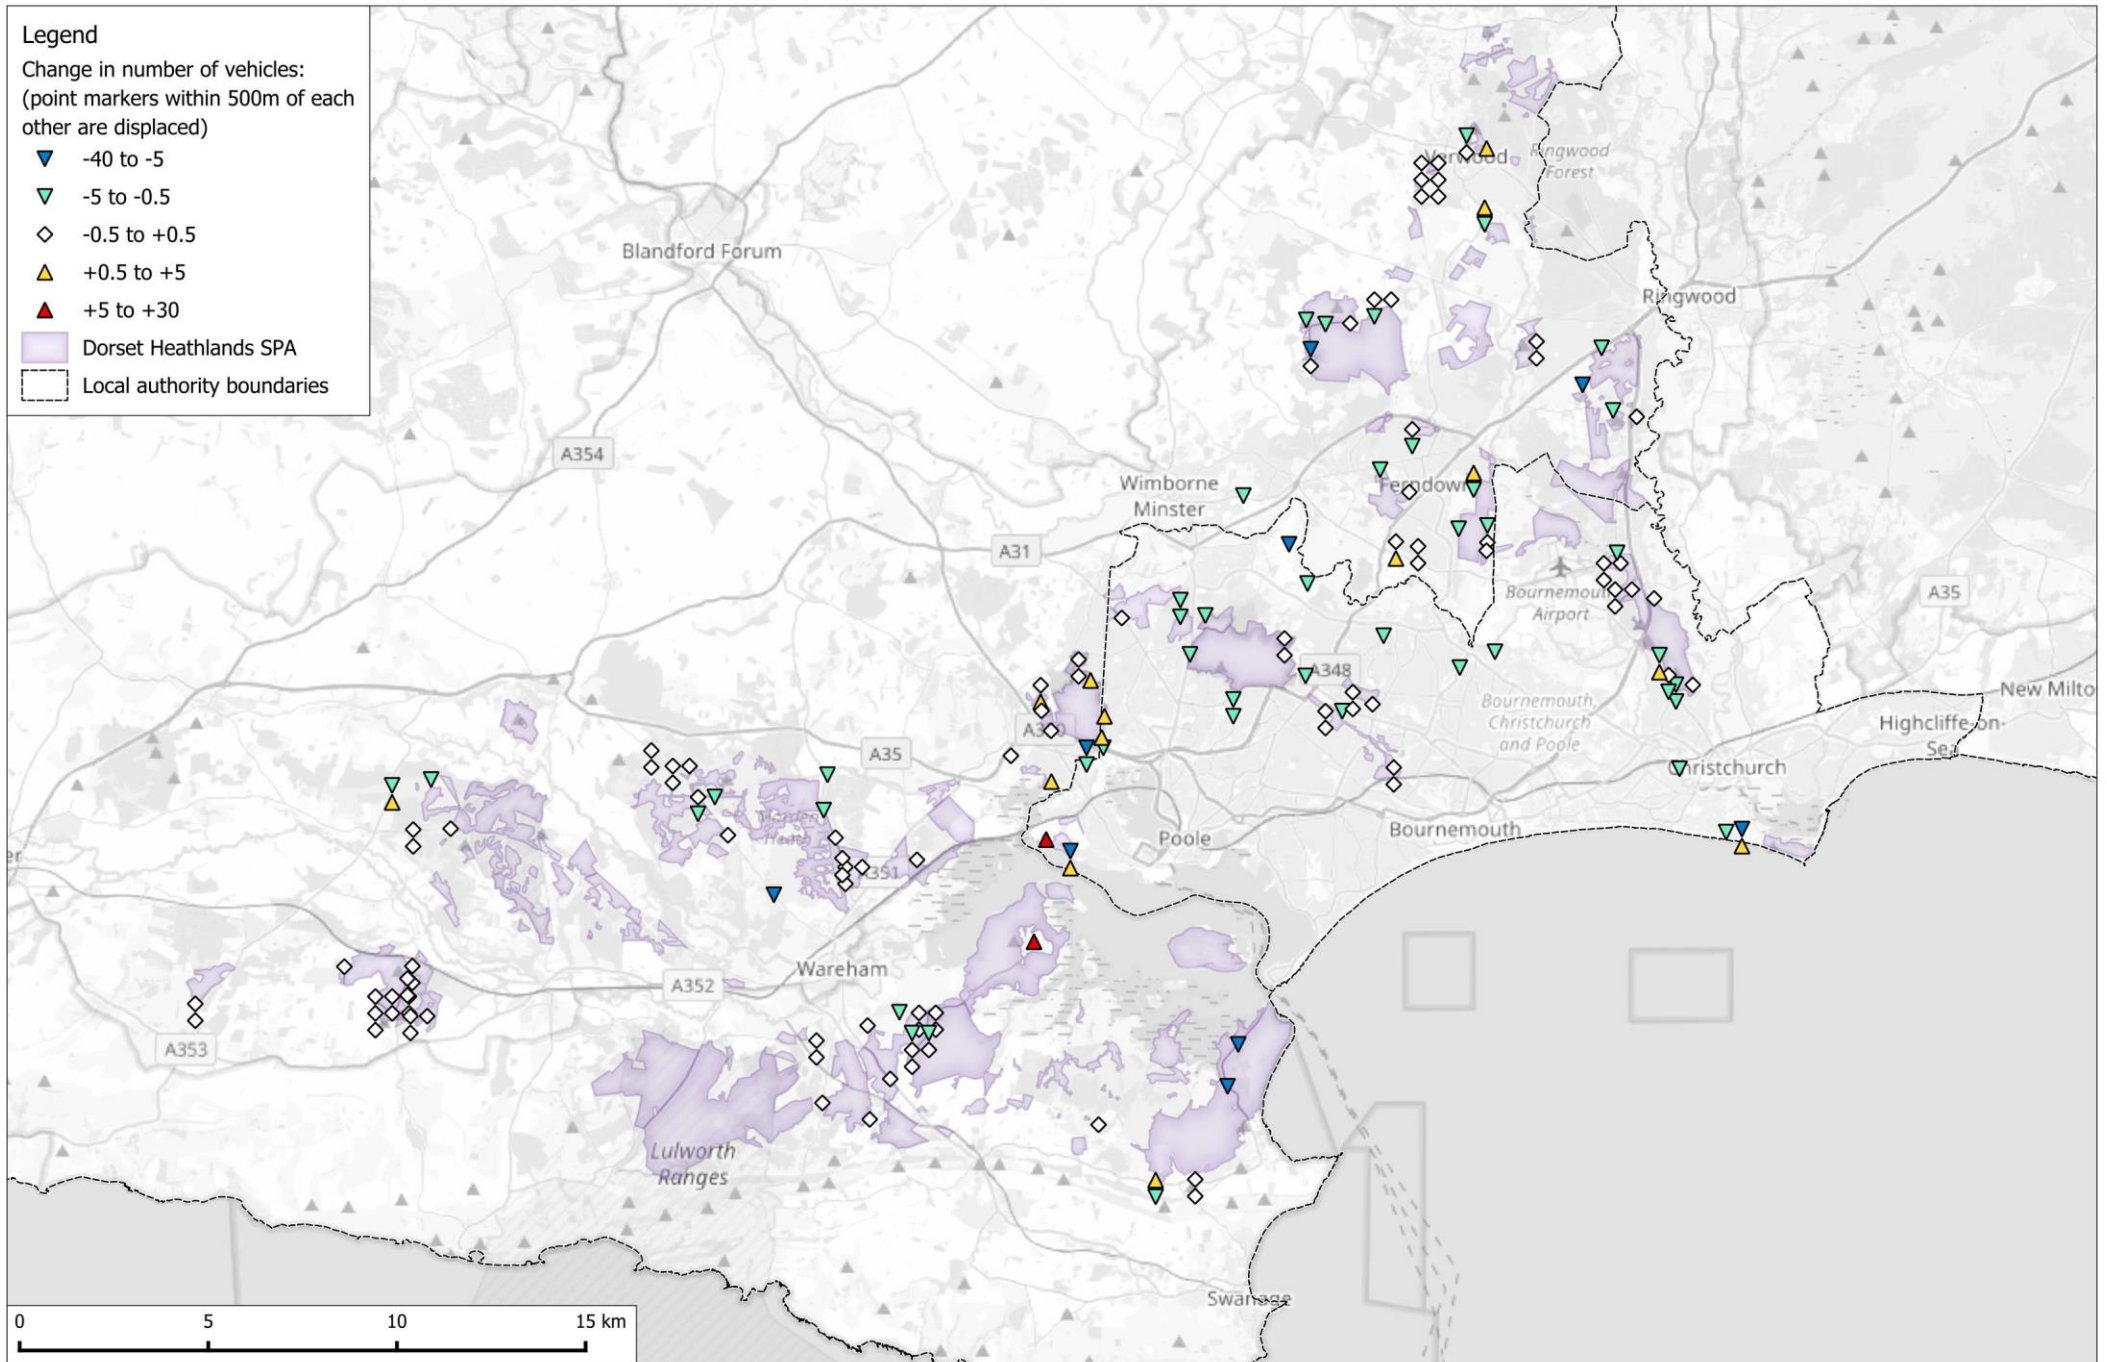 Legend
Change in number of vehicles:
(point markers within 500m of each
other are displaced)
-40 to -5
-5 to -0.5
-0.5 to +0.5
+0.5 to +5
+5 to +30
Dorset Heathlands SPA
Local authority boundaries
Verwood
Ringwood
Forest
Blandford Forum
Ringwood
A354
Wimborne
Minster
Ferndown
A31
Bournemouth
Airport
A35
A348
New Milto
Bournemouth,
Christchurch
and Poole
Highcliffe-on-
Sea
A35
Christchurch
Heath
Poole
Bournemouth
er
A351
Wareham
A352
A353
Lulworth
Ranges
Swanage
0 5 10 15 km